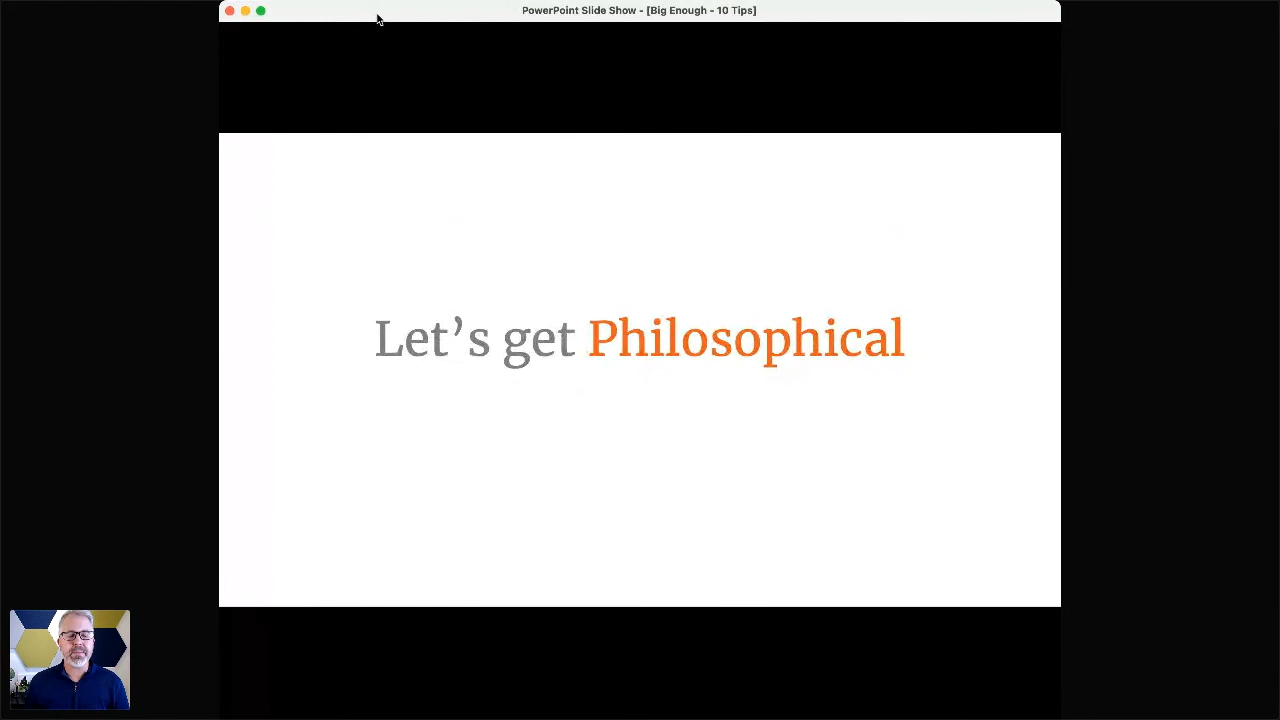 PowerPoint Slide Show - [Big Enough - 10 Tips]
Let’s get Philosophical